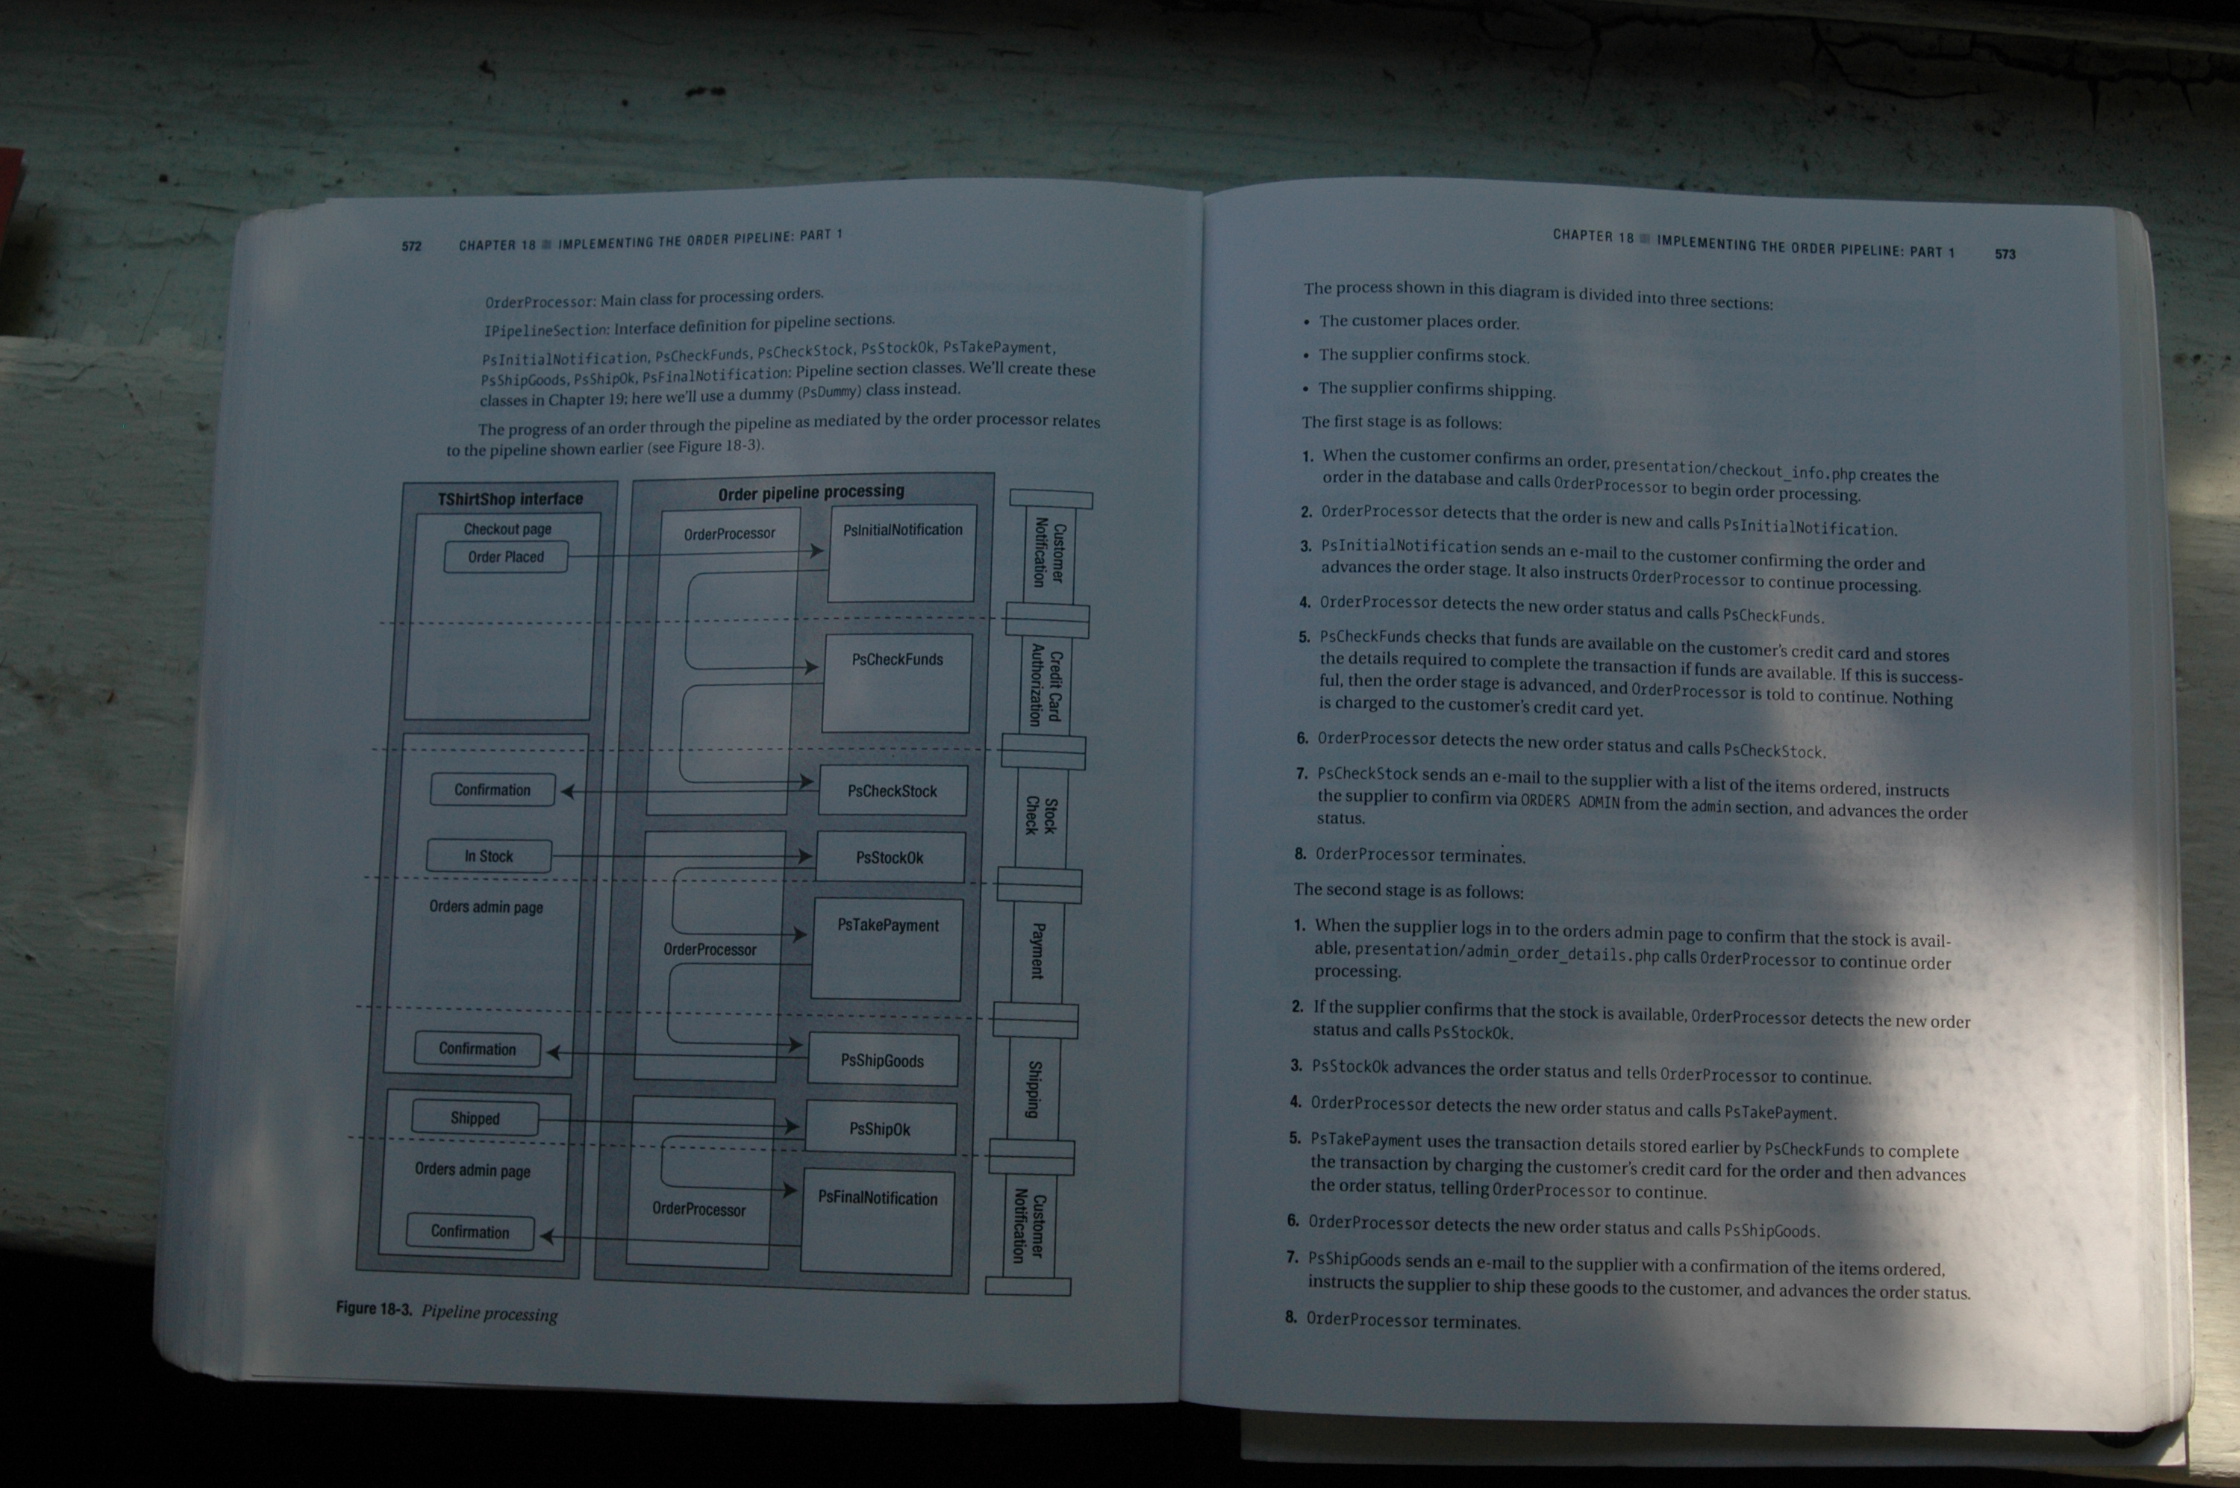 572 CHAPTER 18 ■ IMPLEMENTING THE ORDER PIPELINE: PART 1
OrderProcessor: Main class for processing orders.
IPipelineSection: Interface definition for pipeline sections.
PsInitialNotification, PsCheckFunds, PsCheckStock, PsStockOk, PsTakePayment,
PsShipGoods, PsShipOk, PsFinalNotification: Pipeline section classes. We'll create these
classes in Chapter 19; here we'll use a dummy (PsDummy) class instead.
The progress of an order through the pipeline as mediated by the order processor relates
to the pipeline shown earlier (see Figure 18-3).
TShirtShop interface
Checkout page
Order Placed
Confirmation
In Stock
Orders admin page
Confirmation
Shipped
Orders admin page
Confirmation
Order pipeline processing
OrderProcessor
OrderProcessor
OrderProcessor
PsInitialNotification
PsCheckFunds
PsCheckStock
PsStockOk
PsTakePayment
PsShipGoods
PsShipOk
PsFinalNotification
Customer
Notification
Credit Card
Authorization
Stock
Check
Payment
Shipping
Customer
Notification
Figure 18-3. Pipeline processing
CHAPTER 18 ■ IMPLEMENTING THE ORDER PIPELINE: PART 1 573
The process shown in this diagram is divided into three sections:
• The customer places order.
• The supplier confirms stock.
• The supplier confirms shipping.
The first stage is as follows:
1. When the customer confirms an order, presentation/checkout_info.php creates the
order in the database and calls OrderProcessor to begin order processing.
2. OrderProcessor detects that the order is new and calls PsInitialNotification.
3. PsInitialNotification sends an e-mail to the customer confirming the order and
advances the order stage. It also instructs OrderProcessor to continue processing.
4. OrderProcessor detects the new order status and calls PsCheckFunds.
5. PsCheckFunds checks that funds are available on the customer's credit card and stores
the details required to complete the transaction if funds are available. If this is success-
ful, then the order stage is advanced, and OrderProcessor is told to continue. Nothing
is charged to the customer's credit card yet.
6. OrderProcessor detects the new order status and calls PsCheckStock.
7. PsCheckStock sends an e-mail to the supplier with a list of the items ordered, instructs
the supplier to confirm via ORDERS ADMIN from the admin section, and advances the order
status.
8. OrderProcessor terminates.
The second stage is as follows:
1. When the supplier logs in to the orders admin page to confirm that the stock is avail-
able, presentation/admin_order_details.php calls OrderProcessor to continue order
processing.
2. If the supplier confirms that the stock is available, OrderProcessor detects the new order
status and calls PsStockOk.
3. PsStockOk advances the order status and tells OrderProcessor to continue.
4. OrderProcessor detects the new order status and calls PsTakePayment.
5. PsTakePayment uses the transaction details stored earlier by PsCheckFunds to complete
the transaction by charging the customer's credit card for the order and then advances
the order status, telling OrderProcessor to continue.
6. OrderProcessor detects the new order status and calls PsShipGoods.
7. PsShipGoods sends an e-mail to the supplier with a confirmation of the items ordered,
instructs the supplier to ship these goods to the customer, and advances the order status.
8. OrderProcessor terminates.